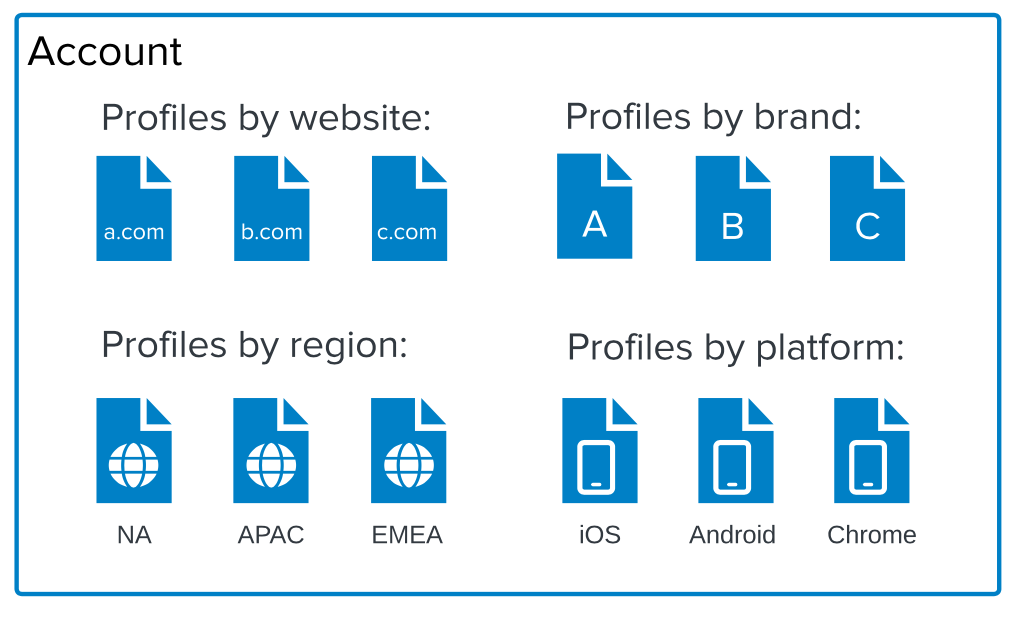 Account
Profiles by website:
a.com b.com c.com
Profiles by brand:
A B C
Profiles by region:
NA APAC EMEA
Profiles by platform:
iOS Android Chrome